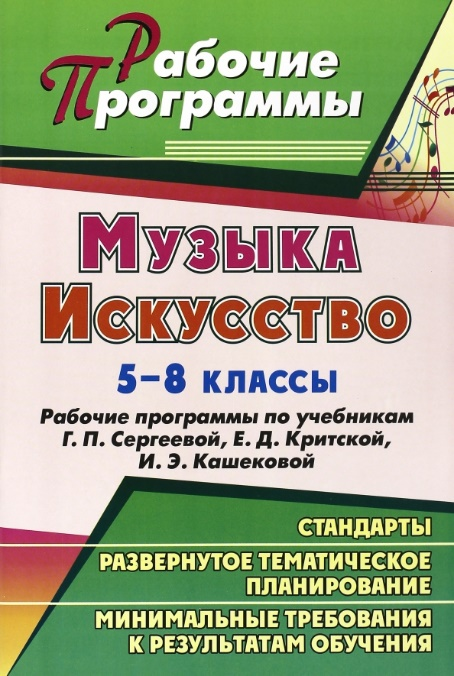 Рабочие
Программы
Музыка
Искусство
5–8 классы
Рабочие программы по учебникам
Г. П. Сергеевой, Е. Д. Критской,
И. Э. Кашековой
СТАНДАРТЫ
РАЗВЕРНУТОЕ ТЕМАТИЧЕСКОЕ
ПЛАНИРОВАНИЕ
МИНИМАЛЬНЫЕ ТРЕБОВАНИЯ
К РЕЗУЛЬТАТАМ ОБУЧЕНИЯ